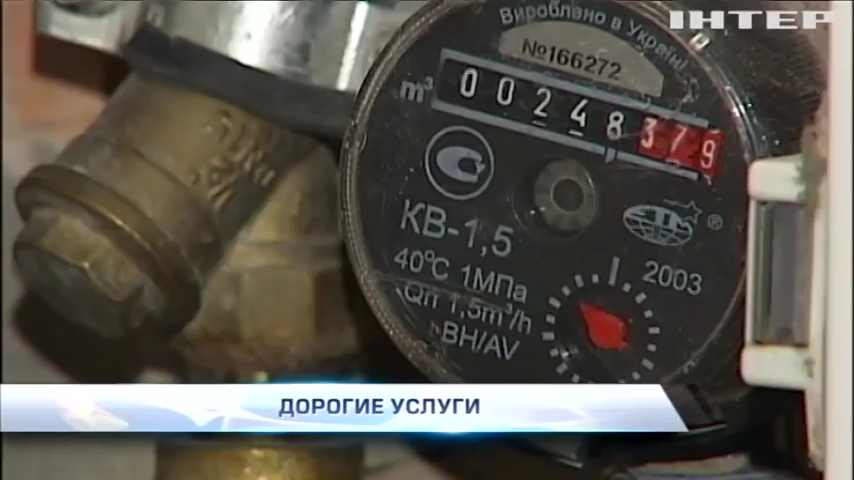 ІНТЕР
Вироблено в Україні
№166272
m³
00248379
КВ-1,5
40°C 1МПа
Qn 1,5m³/h
BH/AV
®
2003
ДОРОГИЕ УСЛУГИ